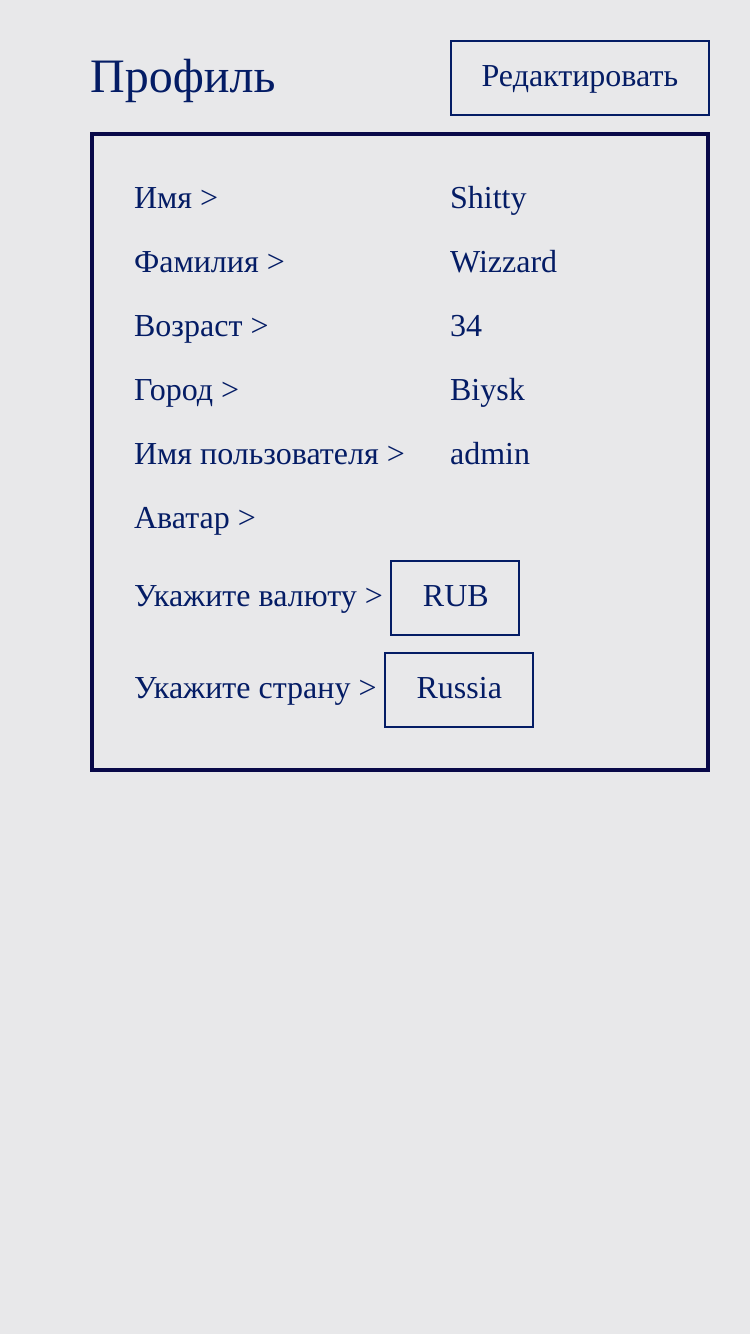 Профиль
Редактировать
Имя > Shitty
Фамилия > Wizzard
Возраст > 34
Город > Biysk
Имя пользователя > admin
Аватар >
Укажите валюту > RUB
Укажите страну > Russia